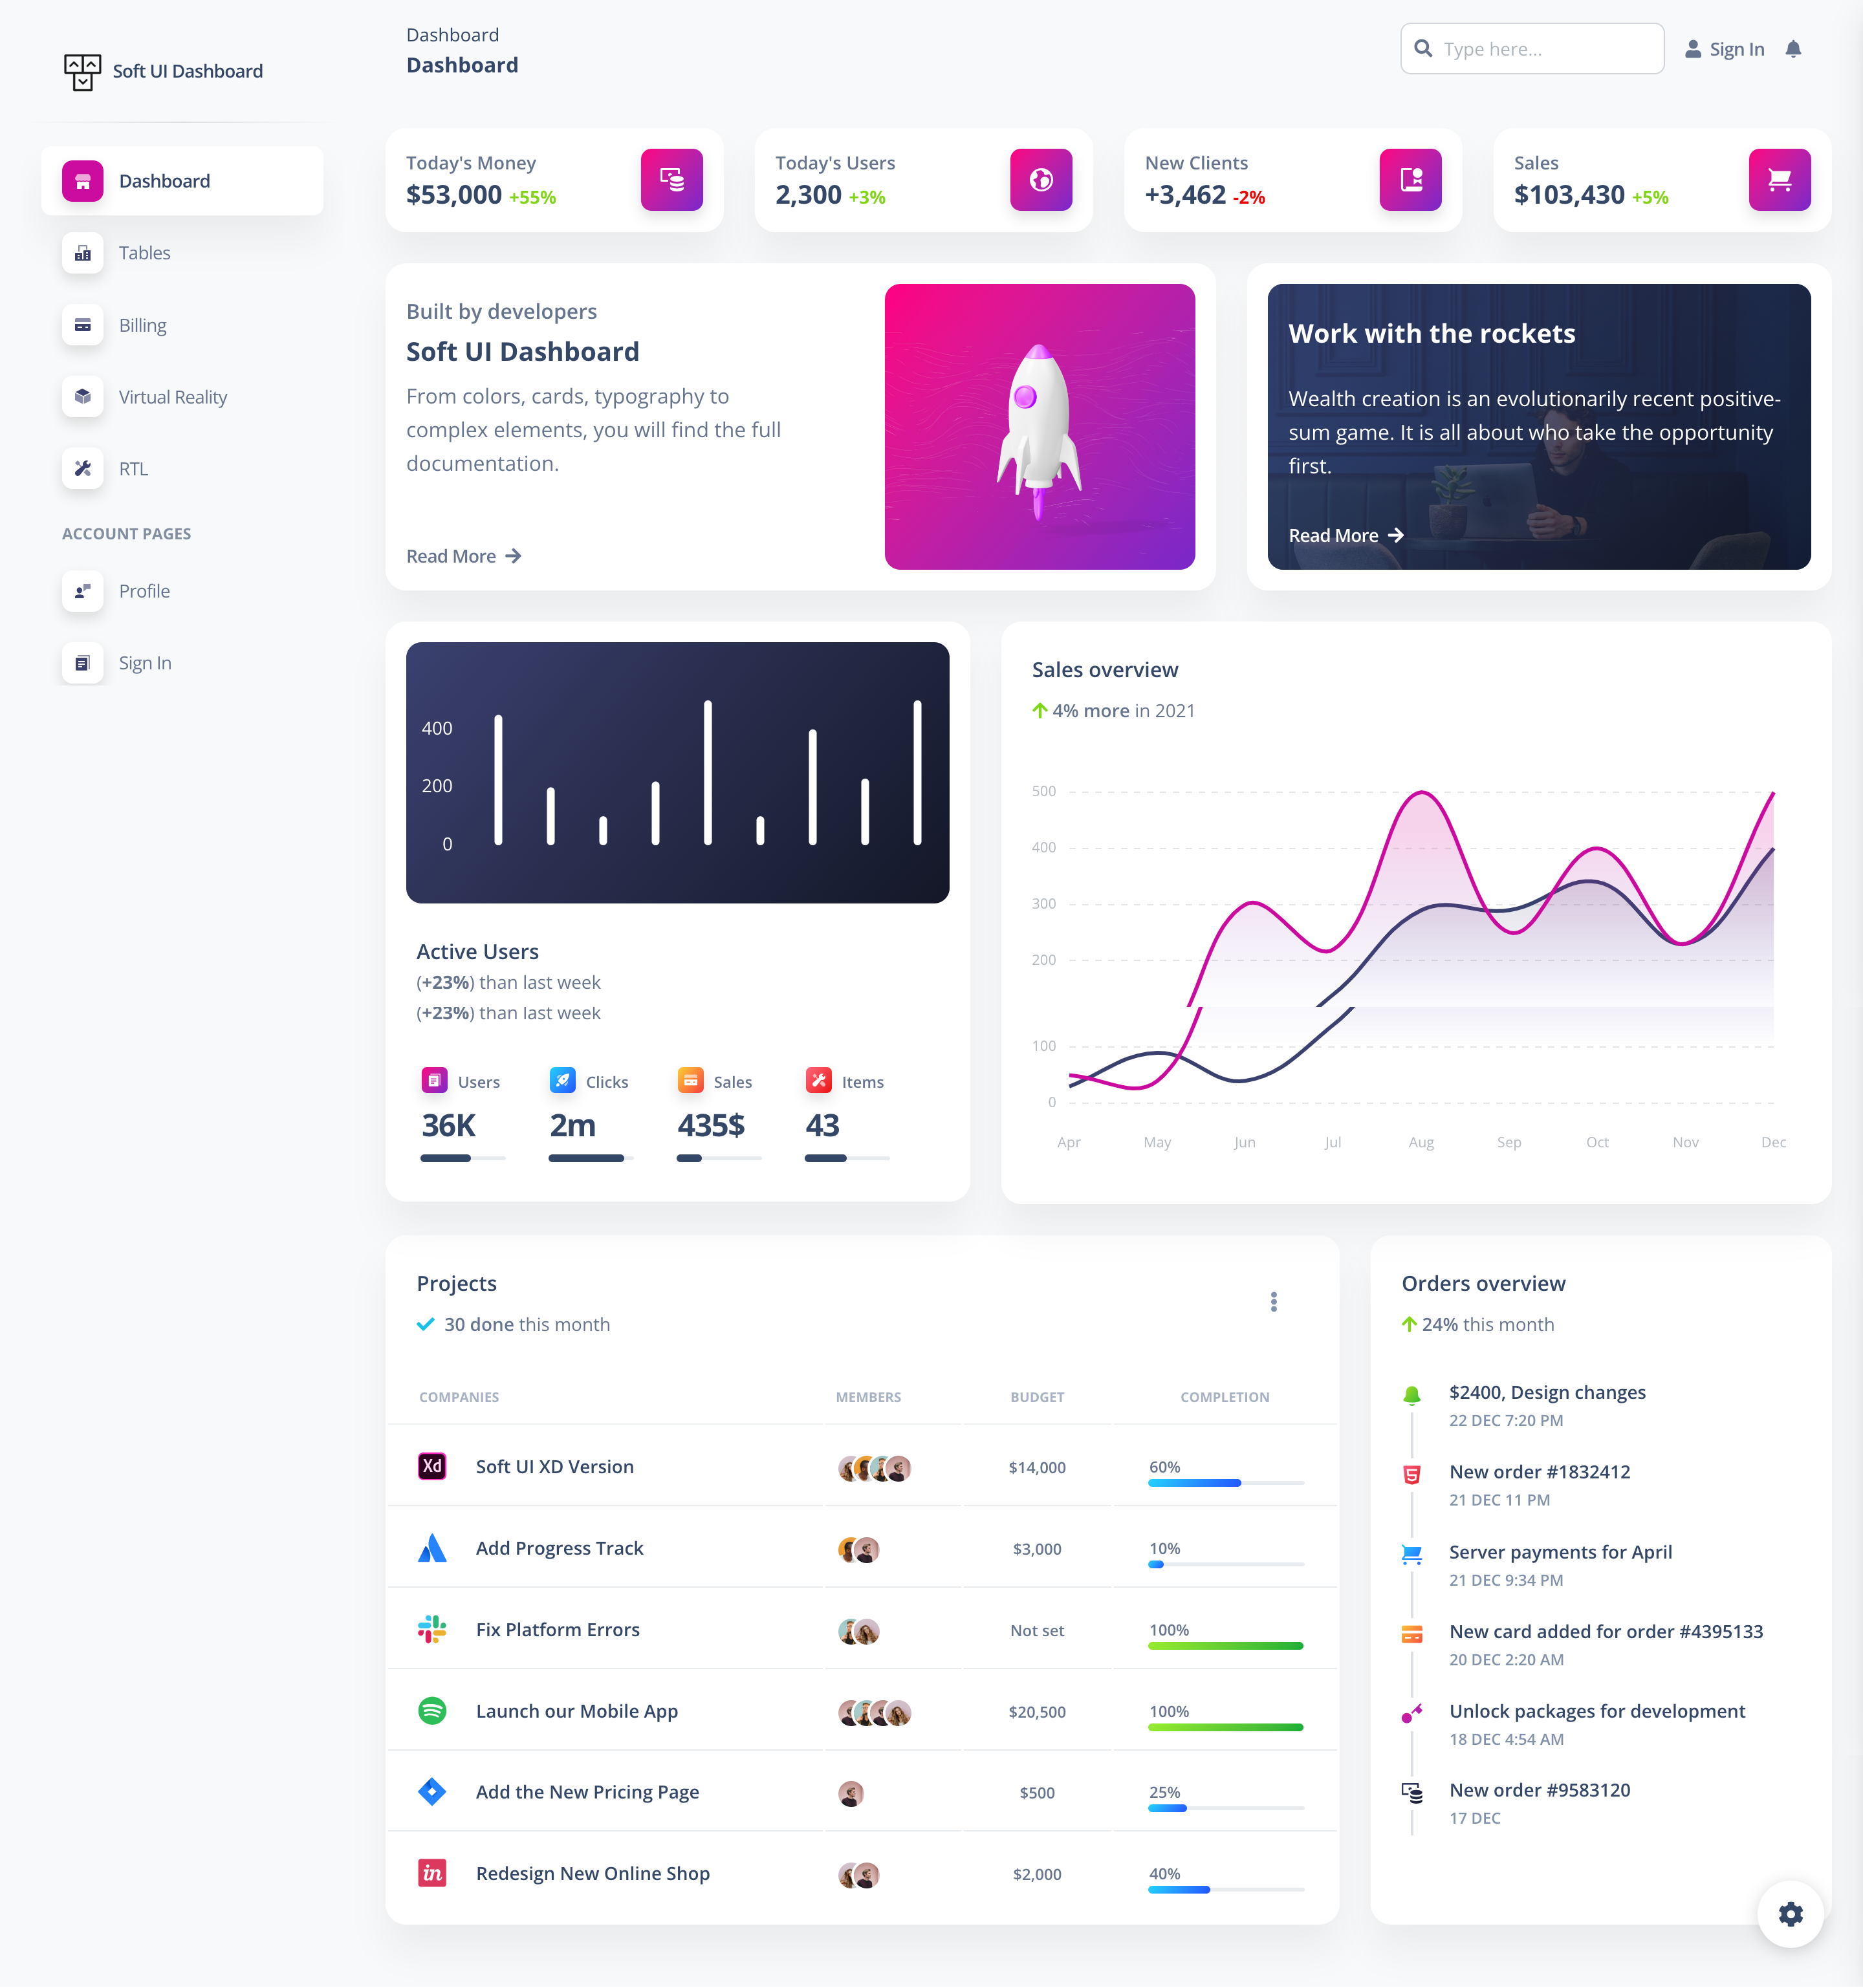 Soft UI Dashboard
Dashboard
Tables
Billing
Virtual Reality
RTL
ACCOUNT PAGES
Profile
Sign In
Dashboard
Dashboard
Type here...
Sign In
Today's Money
$53,000 +55%
Today's Users
2,300 +3%
New Clients
+3,462 -2%
Sales
$103,430 +5%
Built by developers
Soft UI Dashboard
From colors, cards, typography to
complex elements, you will find the full
documentation.
Read More
Work with the rockets
Wealth creation is an evolutionarily recent positive-
sum game. It is all about who take the opportunity
first.
Read More
400
200
0
Active Users
(+23%) than last week
(+23%) than last week
Users
36K
Clicks
2m
Sales
435$
Items
43
Sales overview
4% more in 2021
500
400
300
200
100
0
Apr May Jun Jul Aug Sep Oct Nov Dec
Projects
30 done this month
COMPANIES MEMBERS BUDGET COMPLETION
Xd Soft UI XD Version $14,000 60%
Add Progress Track $3,000 10%
Fix Platform Errors Not set 100%
Launch our Mobile App $20,500 100%
Add the New Pricing Page $500 25%
in Redesign New Online Shop $2,000 40%
Orders overview
24% this month
$2400, Design changes
22 DEC 7:20 PM
New order #1832412
21 DEC 11 PM
Server payments for April
21 DEC 9:34 PM
New card added for order #4395133
20 DEC 2:20 AM
Unlock packages for development
18 DEC 4:54 AM
New order #9583120
17 DEC